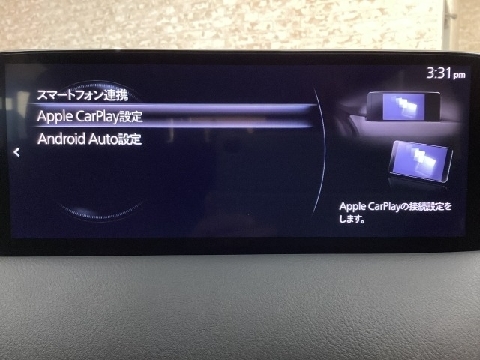 3:31 pm
スマートフォン連携
Apple CarPlay設定
Android Auto設定
Apple CarPlayの接続設定を
します。